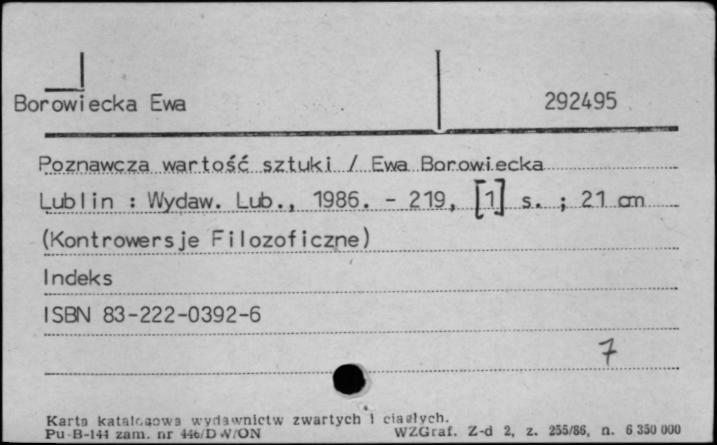 Borowiecka Ewa 292495
Poznawcza wartość sztuki / Ewa Borowiecka
Lublin : Wydaw. Lub., 1986. - 219, [1] s. ; 21 cm
(Kontrowersje Filozoficzne)
Indeks
ISBN 83-222-0392-6
7
Karta katalogowa wydawnictw zwartych i ciągłych.
Pu-B-144 zam. nr 446/D W/ON WZGraf. Z-d 2, z. 255/86, n. 6 350 000